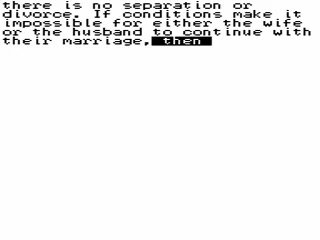 there is no separation or
divorce. If conditions make it
impossible for either the wife
or the husband to continue with
their marriage, then